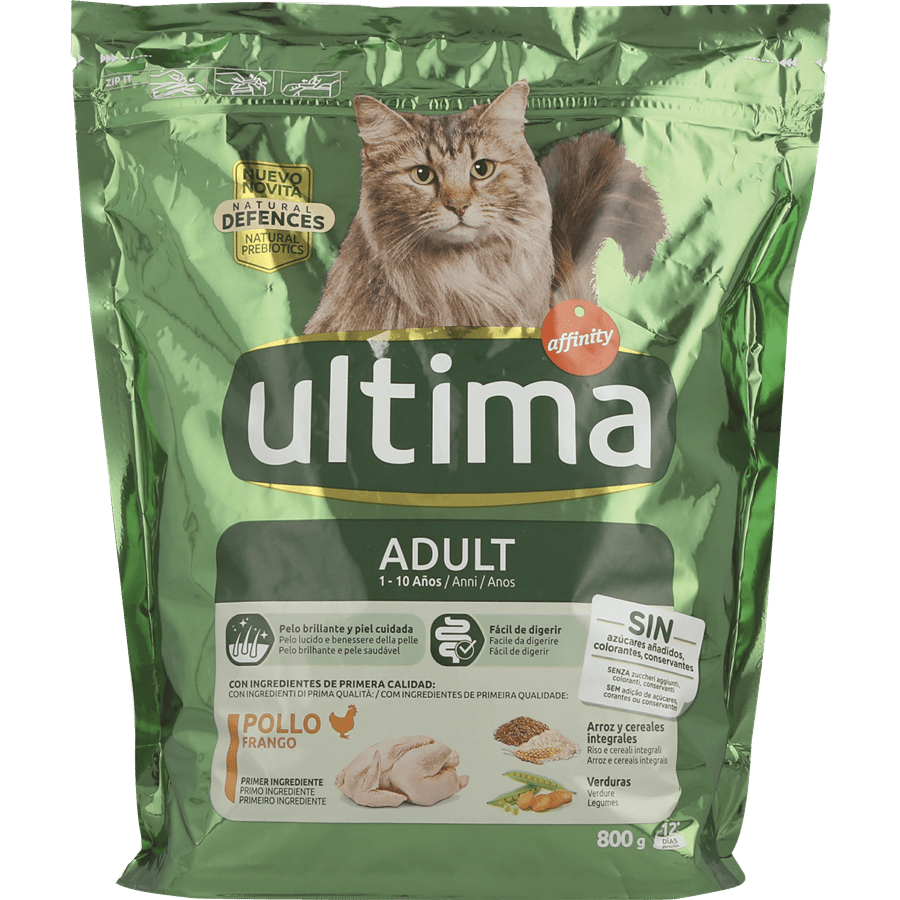 ZIP IT
NUEVO
NOVITÀ
NATURAL
DEFENCES
NATURAL
PREBIOTICS
affinity
ultima
ADULT
1 - 10 Años / Anni / Anos
Pelo brillante y piel cuidada
Pelo lucido e benessere della pelle
Pelo brilhante e pele saudável
Fácil de digerir
Facile da digerire
Fácil de digerir
SIN
azúcares añadidos,
colorantes, conservantes
SENZA zuccheri aggiunti,
coloranti, conservanti
SEM adição de açúcares,
corantes ou conservantes
CON INGREDIENTES DE PRIMERA CALIDAD:
CON INGREDIENTI DI PRIMA QUALITÀ: / COM INGREDIENTES DE PRIMEIRA QUALIDADE:
POLLO
FRANGO
PRIMER INGREDIENTE
PRIMO INGREDIENTE
PRIMEIRO INGREDIENTE
Arroz y cereales
integrales
Riso e cereali integrali
Arroz e cereais integrais
Verduras
Verdure
Legumes
800 g
12
DÍAS